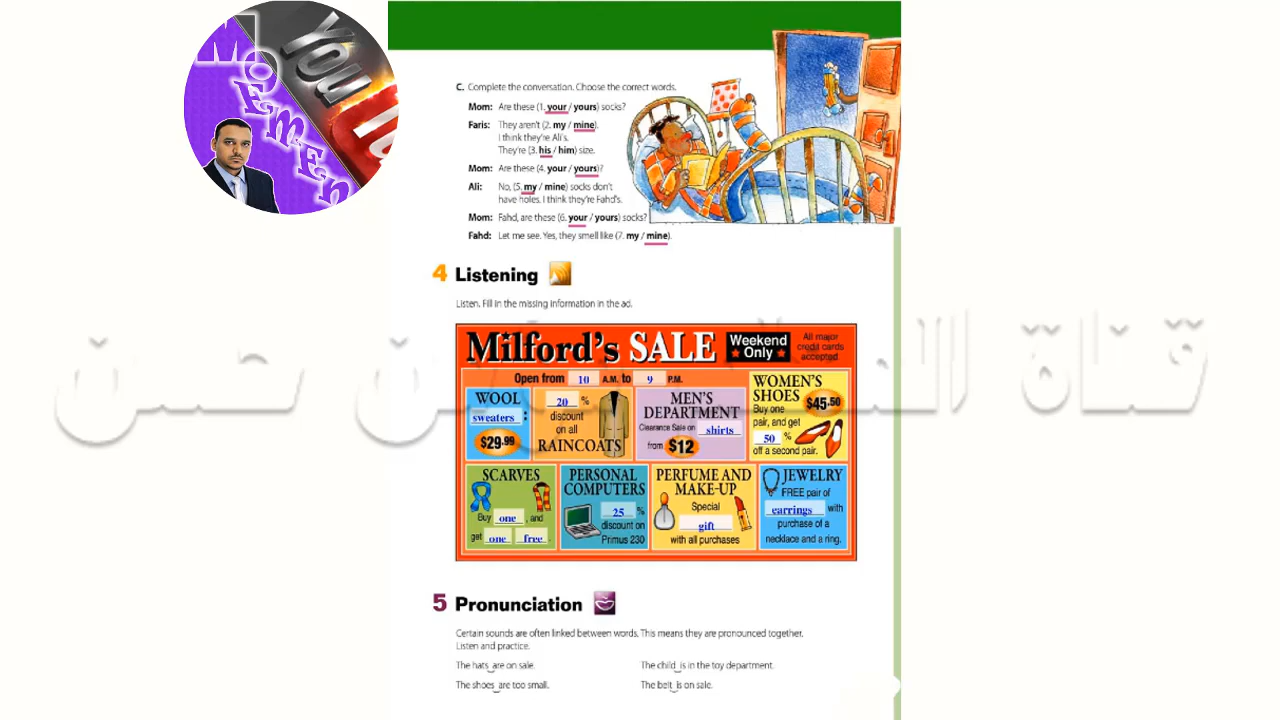 MOEMEN
YOU
C. Complete the conversation. Choose the correct words.
Mom: Are these (1. your / yours) socks?
Faris: They aren't (2. my / mine).
I think they're Ali's.
They're (3. his / him) size.
Mom: Are these (4. your / yours)?
Ali: No, (5. my / mine) socks don't
have holes. I think they're Fahd's.
Mom: Fahd, are these (6. your / yours) socks?
Fahd: Let me see. Yes, they smell like (7. my / mine).
4 Listening
Listen. Fill in the missing information in the ad.
Milford's SALE
Weekend
Only
All major
credit cards
accepted
Open from 10 A.M. to 9 P.M.
WOOL
sweaters :
$29.99
20 %
discount
on all
RAINCOATS
MEN'S
DEPARTMENT
Clearance Sale on shirts
from $12
WOMEN'S
SHOES $45.50
Buy one
pair, and get
50 %
off a second pair.
SCARVES
Buy one , and
get one free .
PERSONAL
COMPUTERS
25 %
discount on
Primus 230
PERFUME AND
MAKE-UP
Special
gift
with all purchases
JEWELRY
FREE pair of
earrings with
purchase of a
necklace and a ring.
قناة
حسن
5 Pronunciation
Certain sounds are often linked between words. This means they are pronounced together.
Listen and practice.
The hats‿are on sale.
The child‿is in the toy department.
The shoes‿are too small.
The belt‿is on sale.